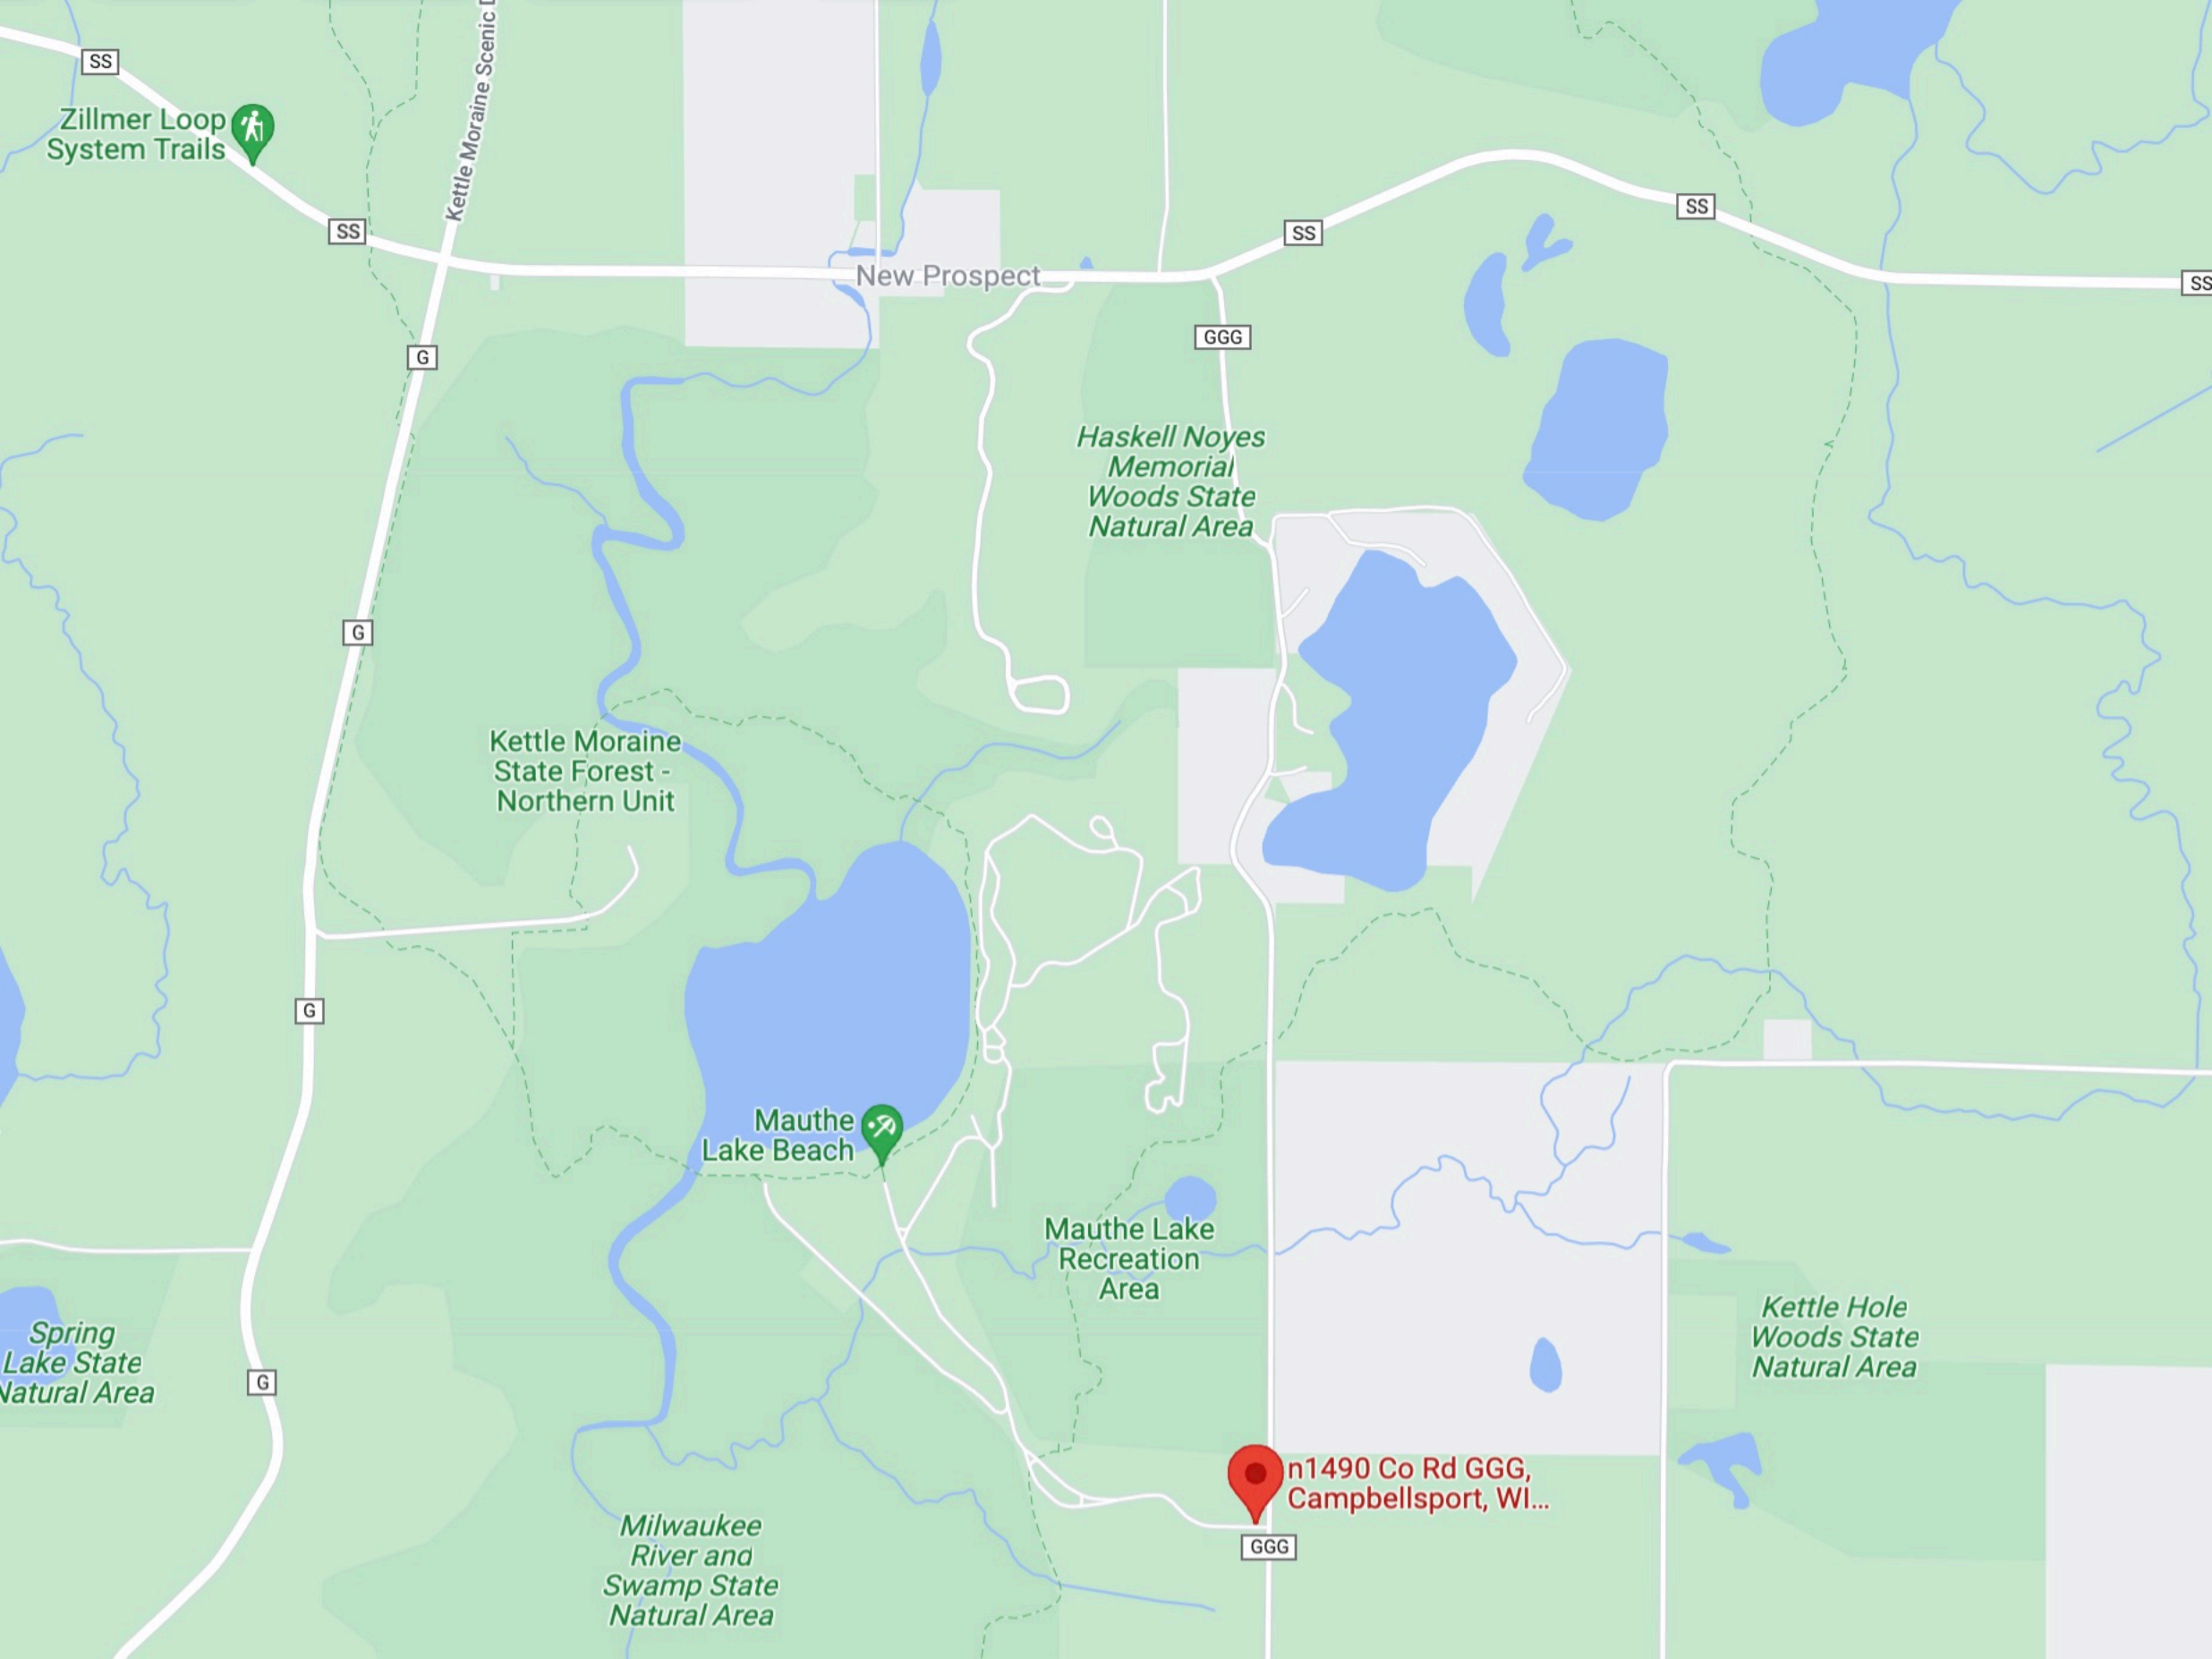 SS
Kettle Moraine Scenic D
Zillmer Loop
System Trails
SS
SS
SS
SS
New Prospect
G
GGG
Haskell Noyes
Memorial
Woods State
Natural Area
G
Kettle Moraine
State Forest -
Northern Unit
G
Mauthe
Lake Beach
Mauthe Lake
Recreation
Area
Kettle Hole
Woods State
Natural Area
Spring
Lake State
Natural Area
G
n1490 Co Rd GGG,
Campbellsport, WI...
GGG
Milwaukee
River and
Swamp State
Natural Area